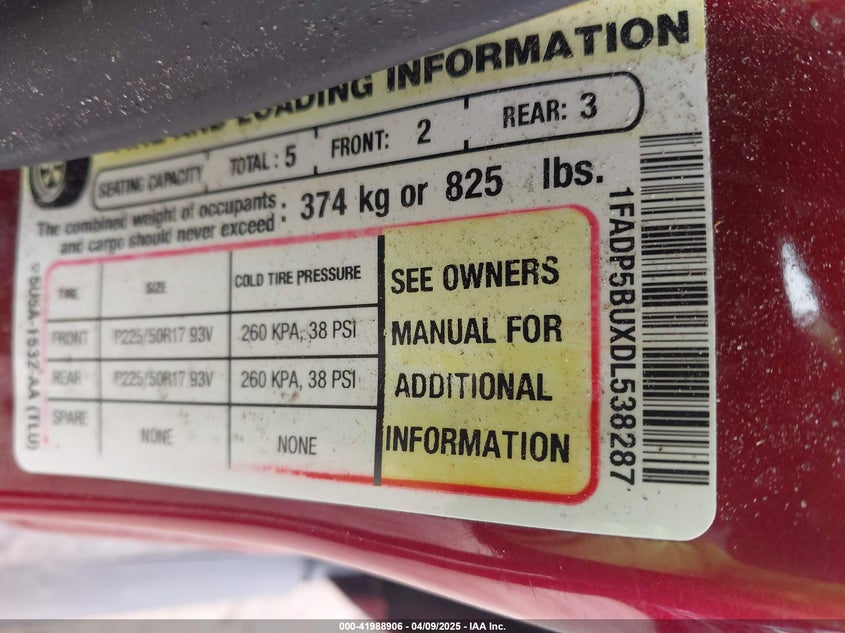 AND LOADING INFORMATION
SEATING CAPACITY TOTAL : 5 FRONT: 2 REAR: 3
The combined weight of occupants
and cargo should never exceed : 374 kg or 825 lbs.
TIRE SIZE COLD TIRE PRESSURE
FRONT P225/50R17 93V 260 KPA, 38 PSI
REAR P225/50R17 93V 260 KPA, 38 PSI
SPARE NONE NONE
SEE OWNERS
MANUAL FOR
ADDITIONAL
INFORMATION
1FADP5BUXDL538287
(TLU)
000-41988906 - 04/09/2025 - IAA Inc.